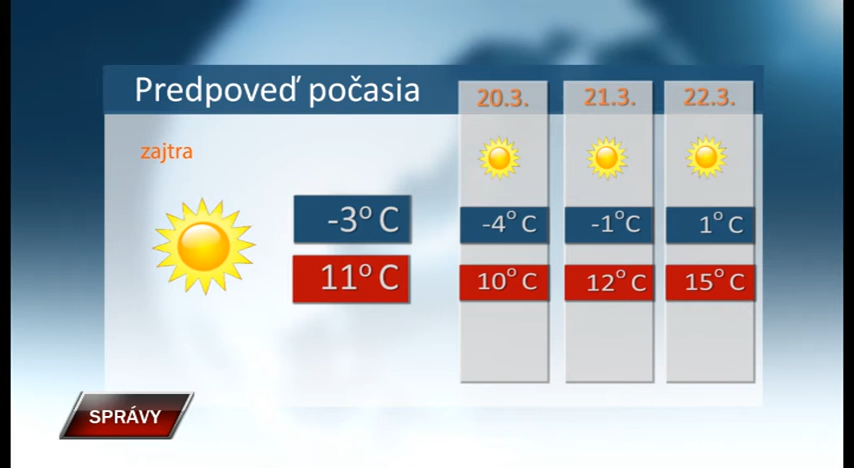 Predpoveď počasia
zajtra
-3° C
11° C
20.3.
-4° C
10° C
21.3.
-1°C
12° C
22.3.
1° C
15° C
SPRÁVY